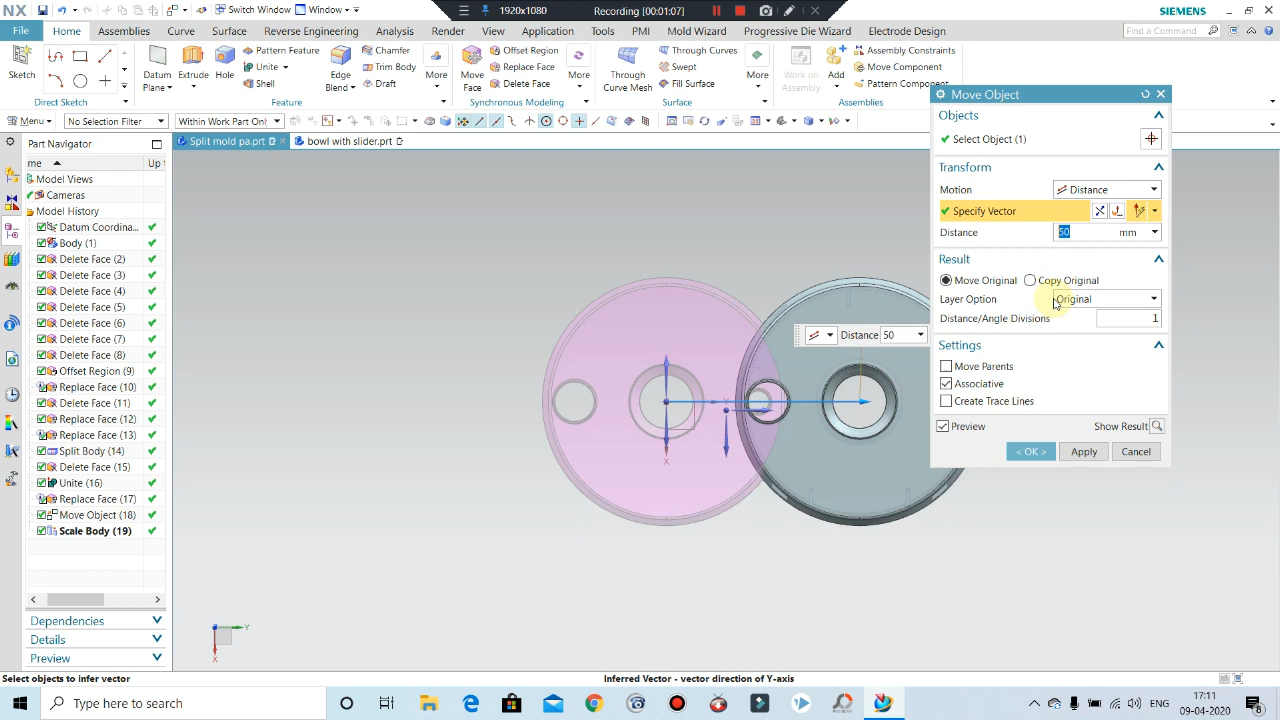 NX Switch Window Window 1920x1080 Recording [00:01:07] SIEMENS
File Home Assemblies Curve Surface Reverse Engineering Analysis Render View Application Tools PMI Mold Wizard Progressive Die Wizard Electrode Design Find a Command
Sketch Datum Plane Extrude Hole Pattern Feature Unite Shell Edge Blend Chamfer Trim Body Draft More Move Face Offset Region Replace Face Delete Face More Through Curve Mesh Through Curves Swept Fill Surface More Work on Assembly Add Assembly Constraints Move Component Pattern Component
Direct Sketch Feature Synchronous Modeling Surface Assemblies
Menu No Selection Filter Within Work Part On
Part Navigator Split mold pa.prt bowl with slider.prt
me Up
Model Views
Cameras
Model History
Datum Coordina...
Body (1)
Delete Face (2)
Delete Face (3)
Delete Face (4)
Delete Face (5)
Delete Face (6)
Delete Face (7)
Delete Face (8)
Offset Region (9)
Replace Face (10)
Delete Face (11)
Replace Face (12)
Replace Face (13)
Split Body (14)
Delete Face (15)
Unite (16)
Replace Face (17)
Move Object (18)
Scale Body (19)
Dependencies
Details
Preview
Move Object
Objects
Select Object (1)
Transform
Motion Distance
Specify Vector
Distance 50 mm
Result
Move Original Copy Original
Layer Option Original
Distance/Angle Divisions 1
Settings
Move Parents
Associative
Create Trace Lines
Preview Show Result
< OK > Apply Cancel
Distance 50
X
Y
X
Select objects to infer vector Inferred Vector - vector direction of Y-axis
Type here to search ENG 17:11
09-04-2020